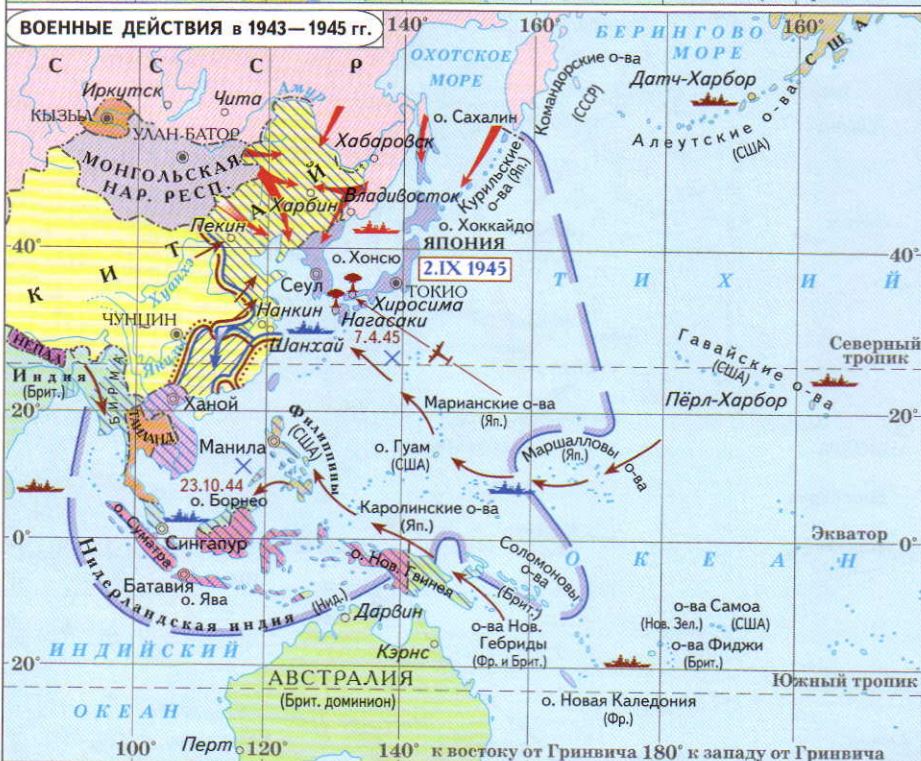 ВОЕННЫЕ ДЕЙСТВИЯ в 1943—1945 гг.
140°
160°
160°
БЕРИНГОВО
МОРЕ
США
ОХОТСКОЕ
МОРЕ
СССР
Командорские о-ва
(СССР)
Датч-Харбор
Алеутские о-ва
(США)
Иркутск
Чита
Амур
КЫЗЫЛ
УЛАН-БАТОР
МОНГОЛЬСКАЯ
НАР. РЕСП.
Хабаровск
о. Сахалин
Курильские
о-ва (Яп.)
Владивосток
Харбин
КИТАЙ
Пекин
о. Хоккайдо
ЯПОНИЯ
2.IX 1945
40°
40°
о. Хонсю
Сеул
ТОКИО
Хиросима
Нагасаки
ТИХИЙ
Хуанхэ
Нанкин
ЧУНЦИН
Шанхай
7.4.45
Янцзы
НЕПАЛ
Индия
(Брит.)
БИРМА
Гавайские о-ва
(США)
Северный
тропик
Пёрл-Харбор
20°
20°
Ханой
ТАИЛАНД
Марианские о-ва
(Яп.)
Манила
Филиппины
(США)
о. Гуам
(США)
Маршалловы о-ва
(Яп.)
23.10.44
о. Борнео
Каролинские о-ва
(Яп.)
Экватор
0°
0°
о. Суматра
Сингапур
Соломоновы
о-ва
(Брит.)
ОКЕАН
Батавия
о. Ява
Нидерландская индия (Нид.)
о. Нов. Гвинея
Дарвин
о-ва Нов.
Гебриды
(Фр. и Брит.)
о-ва Самоа
(Нов. Зел.)
(США)
о-ва Фиджи
(Брит.)
ИНДИЙСКИЙ
Кэрнс
20°
20°
АВСТРАЛИЯ
(Брит. доминион)
Южный тропик
о. Новая Каледония
(Фр.)
ОКЕАН
Перт
100°
120°
140°
к востоку от Гринвича
180°
к западу от Гринвича